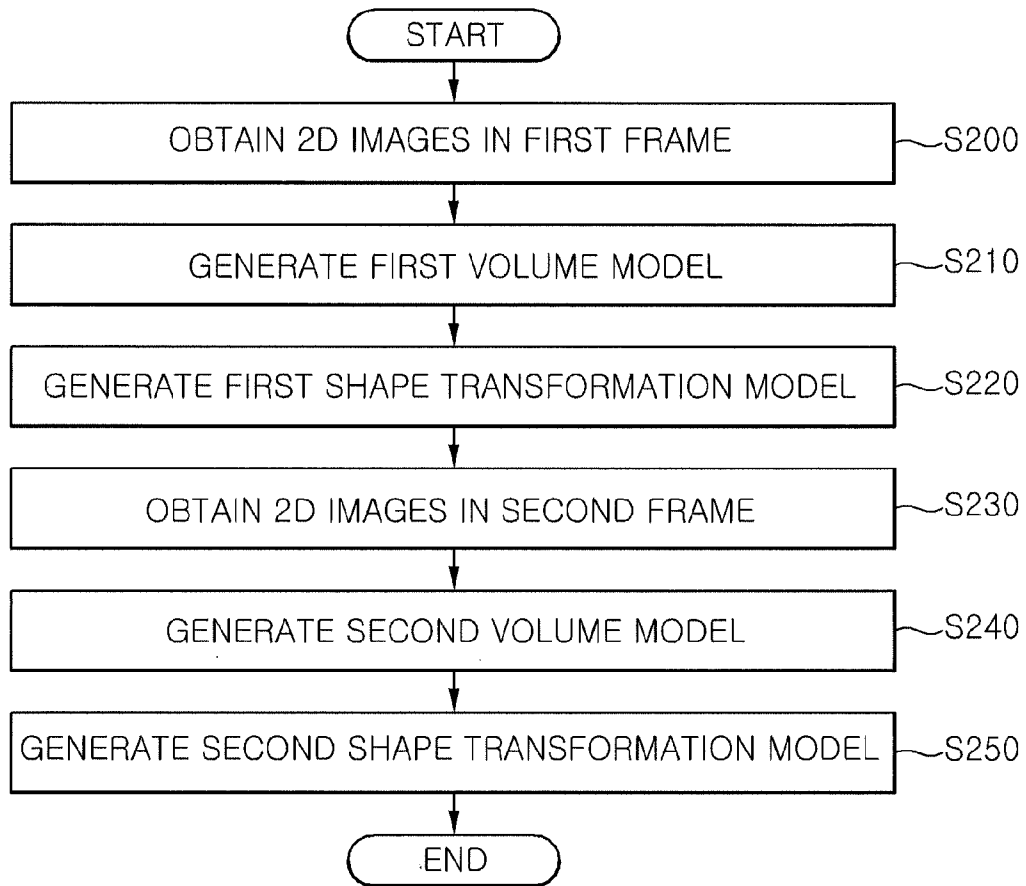 START
OBTAIN 2D IMAGES IN FIRST FRAME
S200
GENERATE FIRST VOLUME MODEL
S210
GENERATE FIRST SHAPE TRANSFORMATION MODEL
S220
OBTAIN 2D IMAGES IN SECOND FRAME
S230
GENERATE SECOND VOLUME MODEL
S240
GENERATE SECOND SHAPE TRANSFORMATION MODEL
S250
END